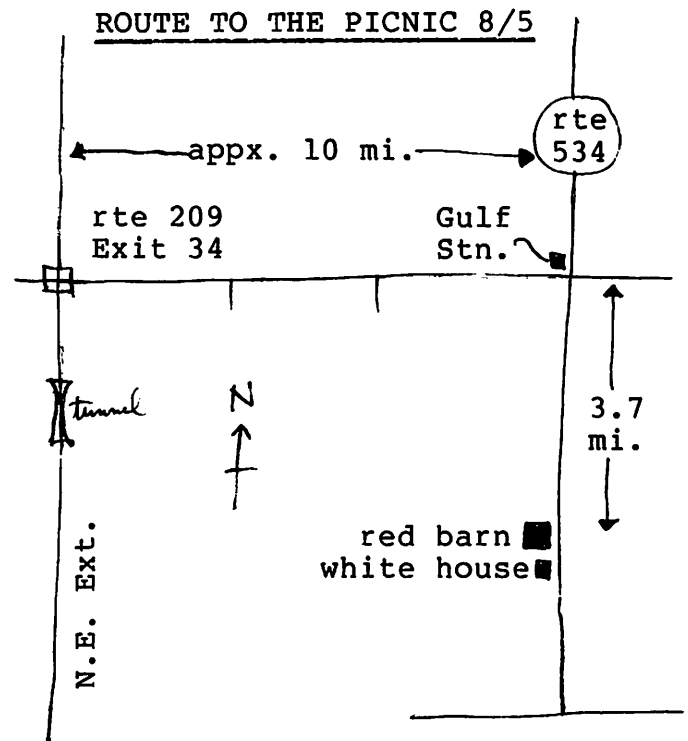 ROUTE TO THE PICNIC 8/5
rte
534
appx. 10 mi.
rte 209
Exit 34
Gulf
Stn.
tunnel
N
3.7
mi.
red barn
white house
N.E. Ext.